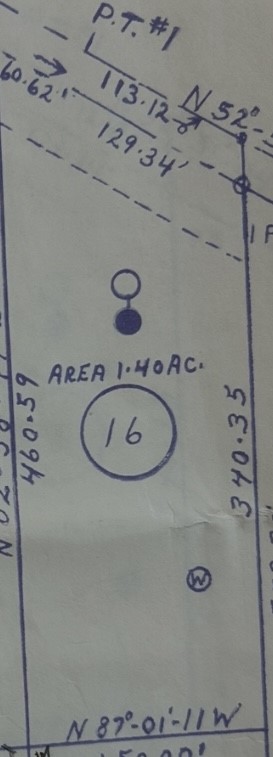 P.T. #1
60.62'
113.12
N 52°
129.34'
1 F
AREA 1.40 AC.
16
460.59
340.35
W
N 87°-01'-11 W